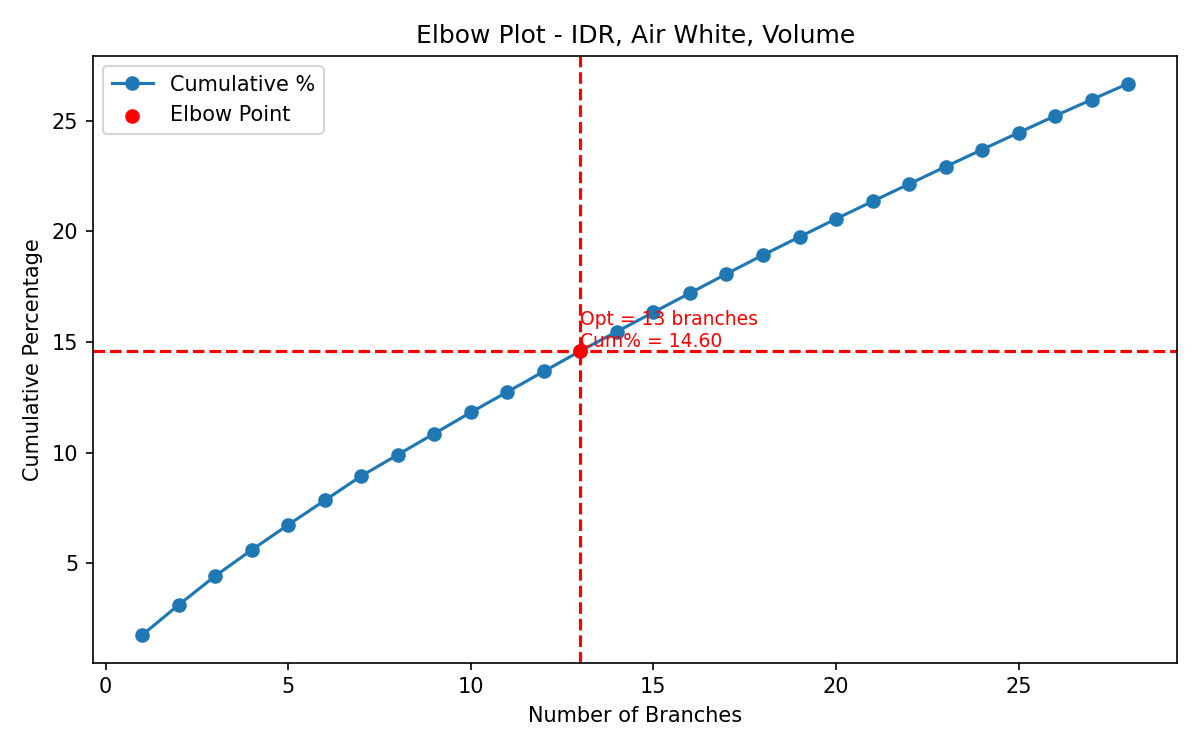 Elbow Plot - IDR, Air White, Volume
Cumulative %
Elbow Point
Cumulative Percentage
25
20
15
10
5
Opt = 13 branches
Cum% = 14.60
0
5
10
15
20
25
Number of Branches